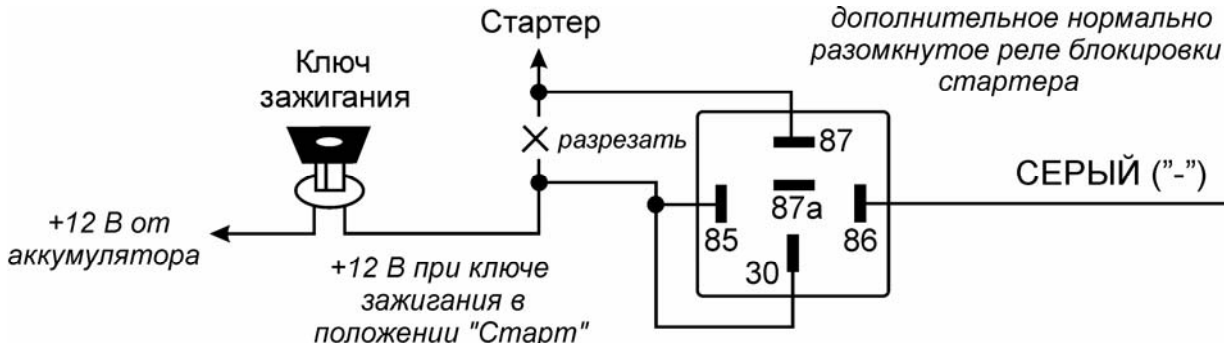 Стартер
дополнительное нормально
разомкнутое реле блокировки
стартера
Ключ
зажигания
разрезать
87
87а
85
86
30
СЕРЫЙ ("-")
+12 В от
аккумулятора
+12 В при ключе
зажигания в
положении "Старт"